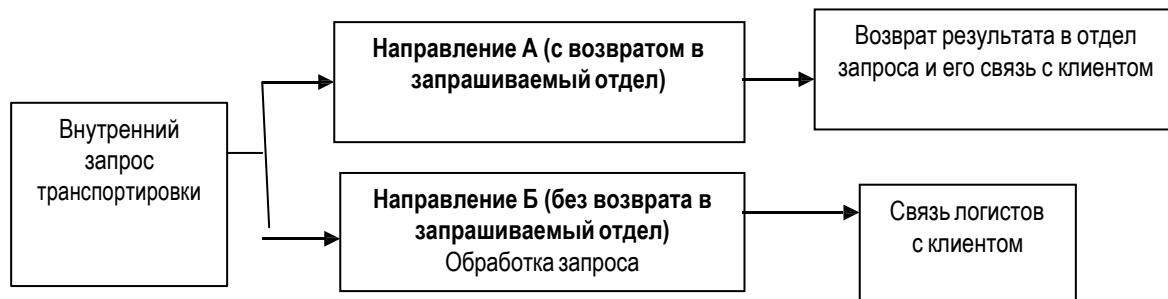 Внутренний
запрос
транспортировки
Направление А (с возвратом в
запрашиваемый отдел)
Возврат результата в отдел
запроса и его связь с клиентом
Направление Б (без возврата в
запрашиваемый отдел)
Обработка запроса
Связь логистов
с клиентом